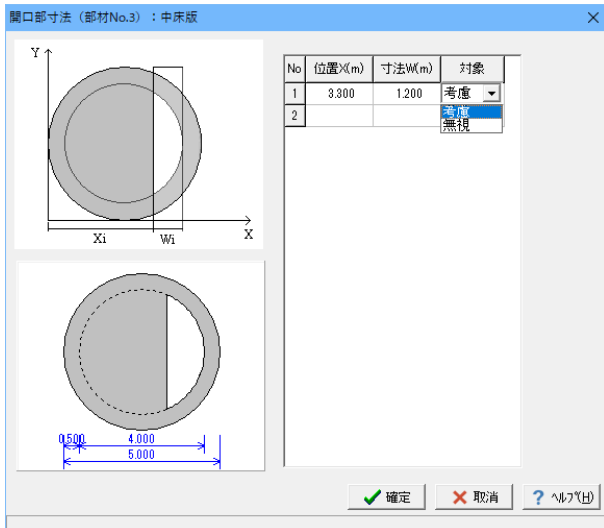 開口部寸法（部材No.3）：中床版
Y
Xi
Wi
X
No 位置X(m) 寸法W(m) 対象
1 3.300 1.200 考慮
2
考慮
無視
0.500 4.000
5.000
確定
取消
ヘルプ(H)